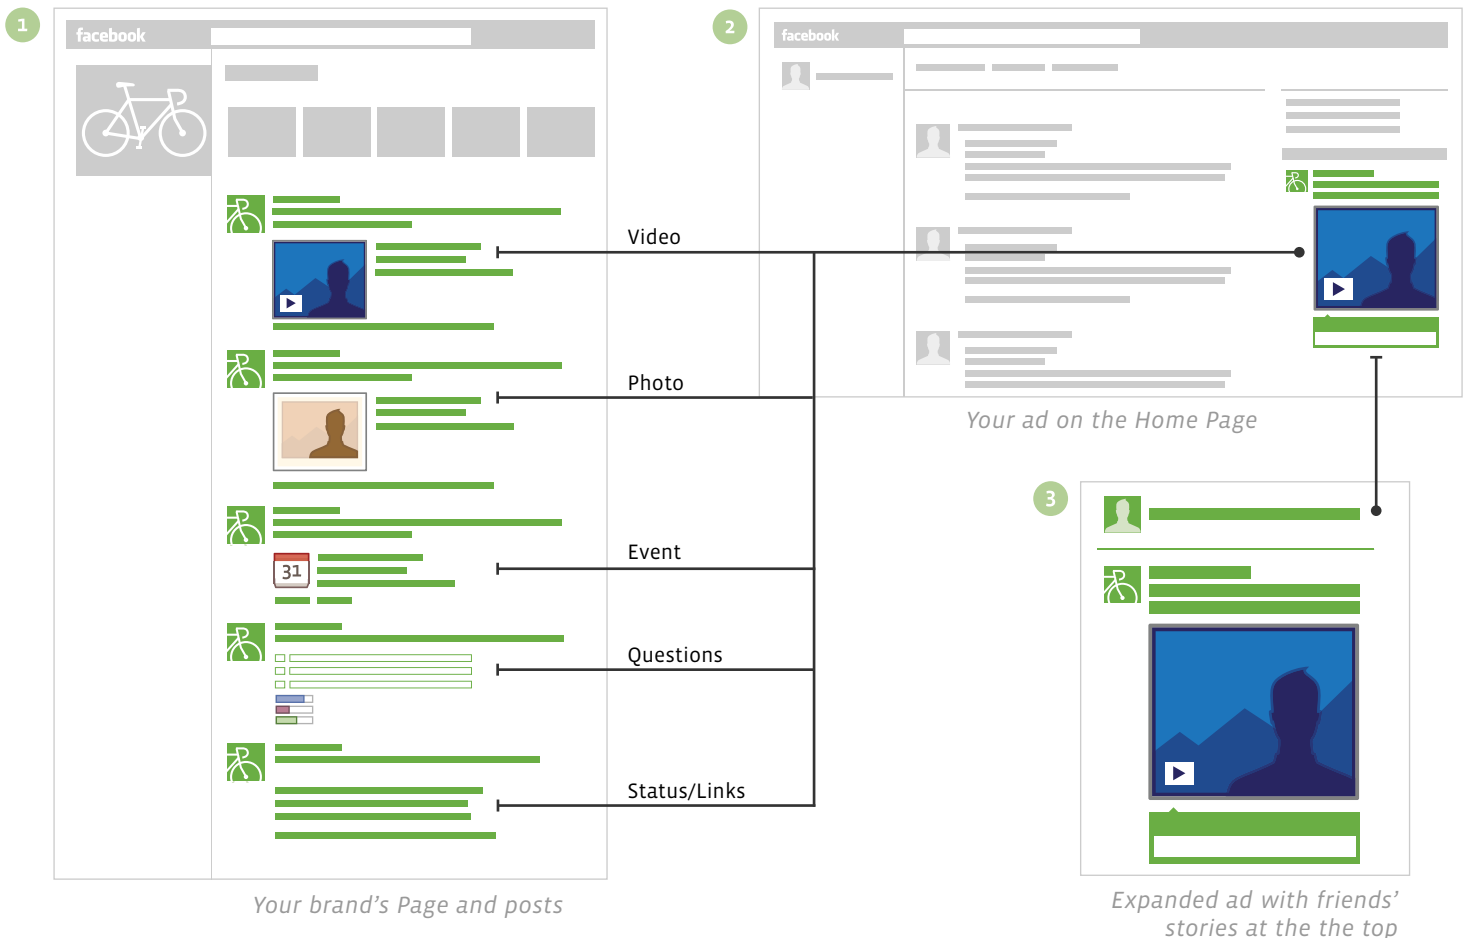 1
facebook
2
facebook
Video
Photo
31
Event
Questions
Status/Links
Your brand’s Page and posts
Your ad on the Home Page
3
Expanded ad with friends’
stories at the the top